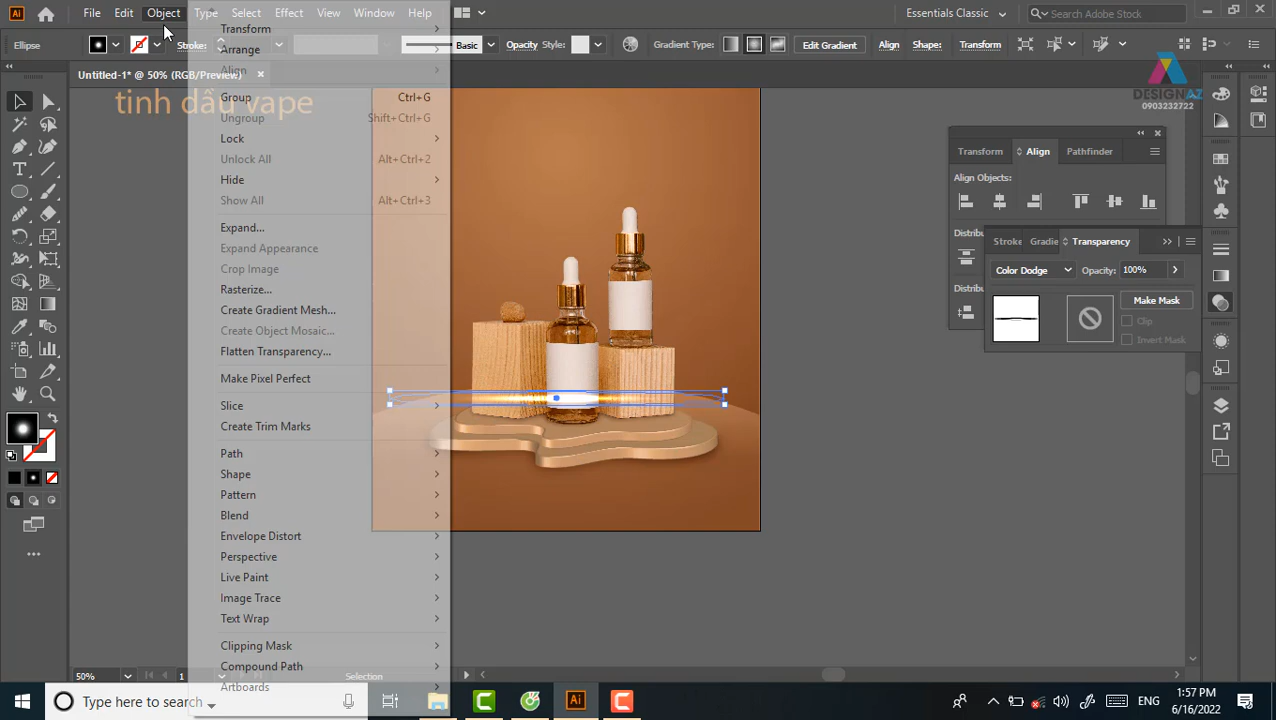 Ai File Edit Object Type Select Effect View Window Help Essentials Classic Search Adobe Stock
Ellipse Stroke: Basic Opacity Style: Gradient Type: Edit Gradient Align Shape: Transform
Untitled-1* @ 50% (RGB/Preview)
tinh dầu vape
DESIGNAZ
0903232722
Transform
Arrange
Align
Group Ctrl+G
Ungroup Shift+Ctrl+G
Lock
Unlock All Alt+Ctrl+2
Hide
Show All Alt+Ctrl+3
Expand...
Expand Appearance
Crop Image
Rasterize...
Create Gradient Mesh...
Create Object Mosaic...
Flatten Transparency...
Make Pixel Perfect
Slice
Create Trim Marks
Path
Shape
Pattern
Blend
Envelope Distort
Perspective
Live Paint
Image Trace
Text Wrap
Clipping Mask
Compound Path
Artboards
Transform Align Pathfinder
Align Objects:
Stroke Transparency
Color Dodge Opacity: 100%
Make Mask
Clip
Invert Mask
50% 1 Selection
Type here to search
Ai
ENG
1:57 PM
6/16/2022